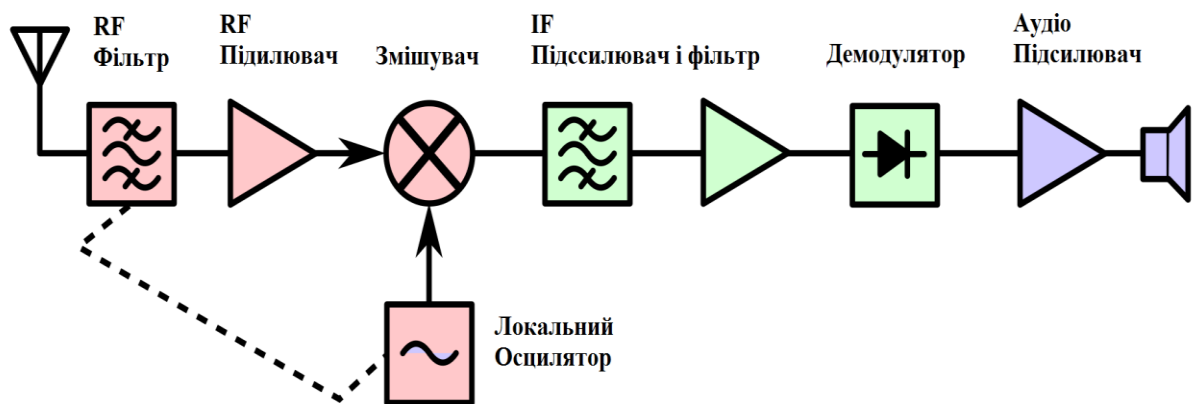 RF
Фільтр
RF
Підилювач
Змішувач
IF
Підссилювач і фільтр
Демодулятор
Аудіо
Підсилювач
Локальний
Осцилятор